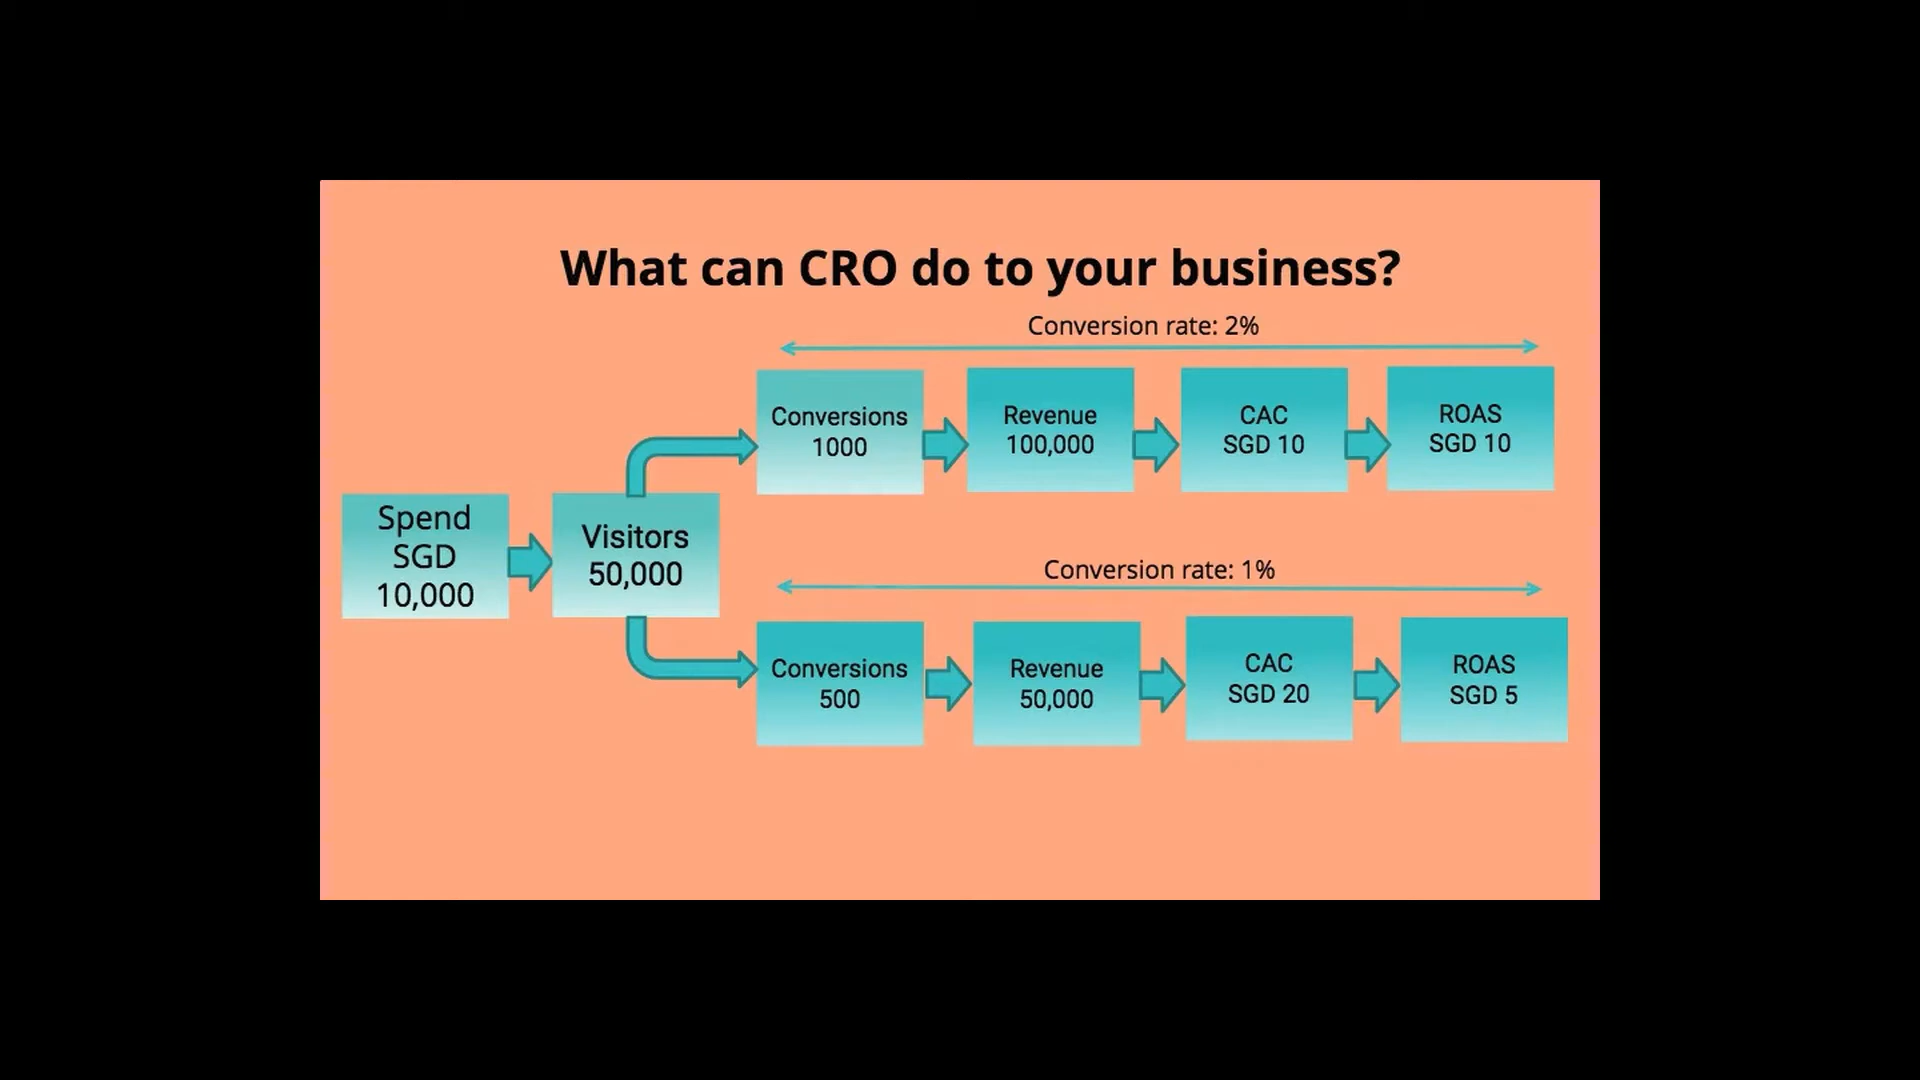 What can CRO do to your business?
Conversion rate: 2%
Conversions
1000
Revenue
100,000
CAC
SGD 10
ROAS
SGD 10
Spend
SGD
10,000
Visitors
50,000
Conversion rate: 1%
Conversions
500
Revenue
50,000
CAC
SGD 20
ROAS
SGD 5